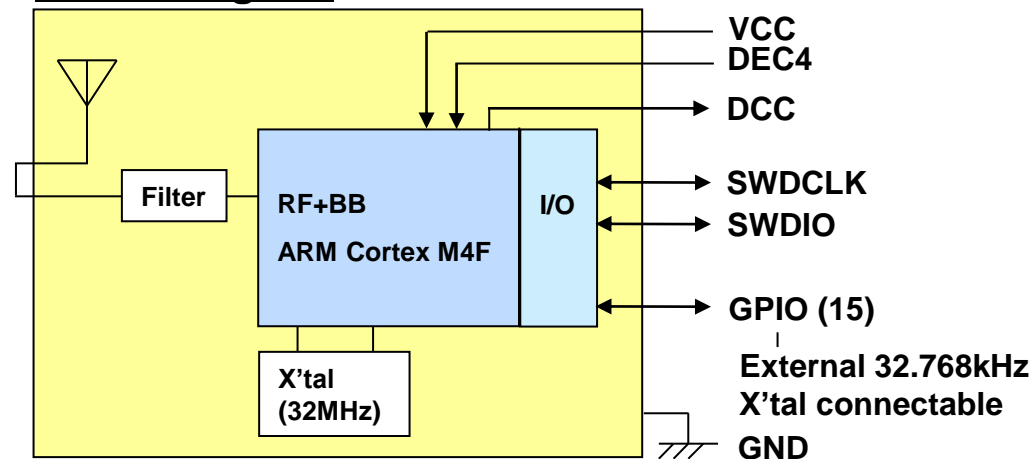 VCC
DEC4
DCC
Filter
RF+BB
ARM Cortex M4F
I/O
SWDCLK
SWDIO
GPIO (15)
External 32.768kHz
X'tal connectable
X'tal
(32MHz)
GND